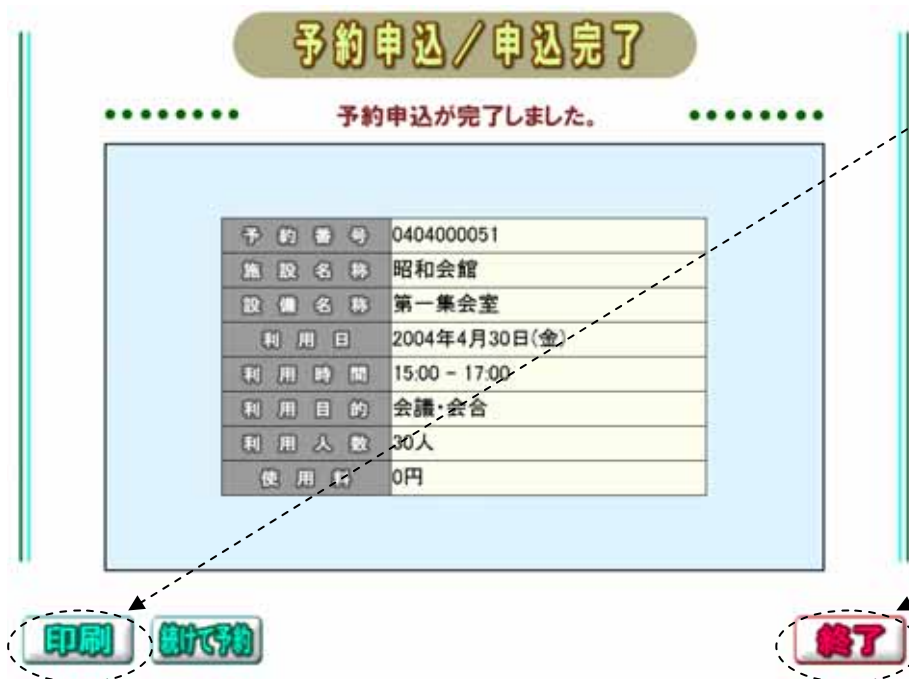 予約申込／申込完了
予約申込が完了しました。
予約番号 0404000051
施設名称 昭和会館
設備名称 第一集会室
利用日 2004年4月30日(金)
利用時間 15:00 - 17:00
利用目的 会議・会合
利用人数 30人
使用料 0円
印刷 続けて予約 終了